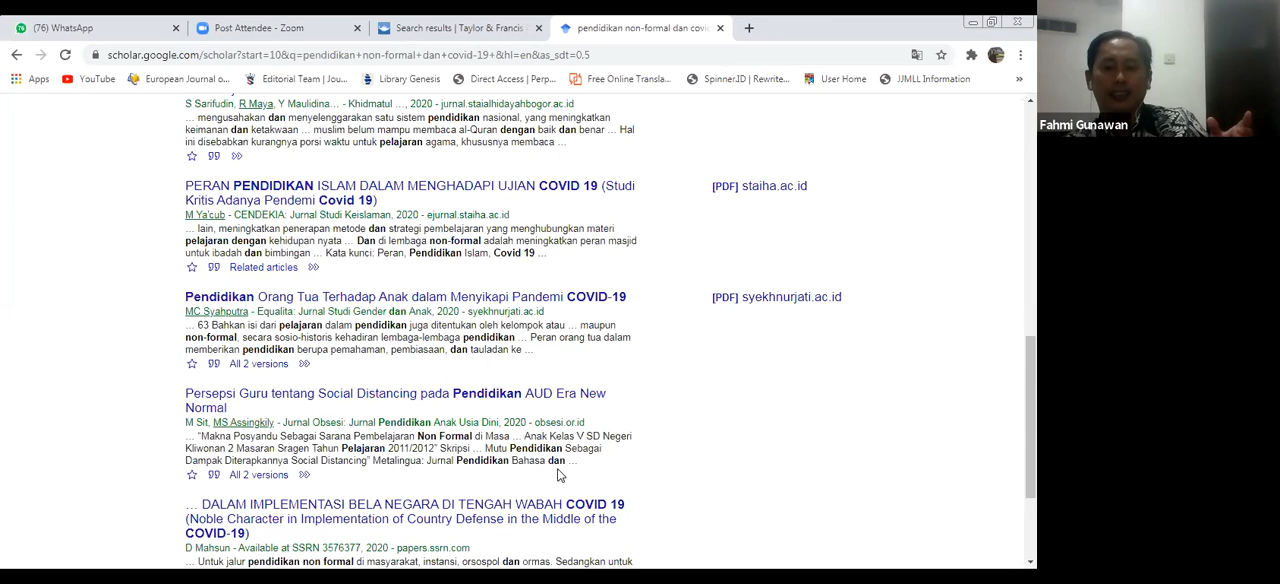 (76) WhatsApp
Post Attendee - Zoom
Search results | Taylor & Francis
pendidikan non-formal dan covid
scholar.google.com/scholar?start=10&q=pendidikan+non-formal+dan+covid-19+&hl=en&as_sdt=0.5
Apps
YouTube
European Journal o...
Editorial Team | Jou...
Library Genesis
Direct Access | Perp...
Free Online Transla...
Spinner.ID | Rewrite...
User Home
JJMLL Information
»
Fahmi Gunawan
S Sarifudin, R Maya, Y Maulidina... - Khidmatul ..., 2020 - jurnal.staialhidayahbogor.ac.id
... mengusahakan dan menyelenggarakan satu sistem pendidikan nasional, yang meningkatkan
keimanan dan ketakwaan ... muslim belum mampu membaca al-Quran dengan baik dan benar ... Hal
ini disebabkan kurangnya porsi waktu untuk pelajaran agama, khususnya membaca ...
PERAN PENDIDIKAN ISLAM DALAM MENGHADAPI UJIAN COVID 19 (Studi
Kritis Adanya Pendemi Covid 19)
[PDF] staiha.ac.id
M Ya'cub - CENDEKIA: Jurnal Studi Keislaman, 2020 - ejurnal.staiha.ac.id
... lain, meningkatkan penerapan metode dan strategi pembelajaran yang menghubungkan materi
pelajaran dengan kehidupan nyata ... Dan di lembaga non-formal adalah meningkatkan peran masjid
untuk ibadah dan bimbingan ... Kata kunci: Peran, Pendidikan Islam, Covid 19 ...
Related articles
Pendidikan Orang Tua Terhadap Anak dalam Menyikapi Pandemi COVID-19
[PDF] syekhnurjati.ac.id
MC Syahputra - Equalita: Jurnal Studi Gender dan Anak, 2020 - syekhnurjati.ac.id
... 63 Bahkan isi dari pelajaran dalam pendidikan juga ditentukan oleh kelompok atau ... maupun
non-formal, secara sosio-historis kehadiran lembaga-lembaga pendidikan ... Peran orang tua dalam
memberikan pendidikan berupa pemahaman, pembiasaan, dan tauladan ke ...
All 2 versions
Persepsi Guru tentang Social Distancing pada Pendidikan AUD Era New
Normal
M Sit, MS Assingkily - Jurnal Obsesi: Jurnal Pendidikan Anak Usia Dini, 2020 - obsesi.or.id
... "Makna Posyandu Sebagai Sarana Pembelajaran Non Formal di Masa ... Anak Kelas V SD Negeri
Kliwonan 2 Masaran Sragen Tahun Pelajaran 2011/2012" Skripsi ... Mutu Pendidikan Sebagai
Dampak Diterapkannya Social Distancing" Metalingua: Jurnal Pendidikan Bahasa dan ...
All 2 versions
... DALAM IMPLEMENTASI BELA NEGARA DI TENGAH WABAH COVID 19
(Noble Character in Implementation of Country Defense in the Middle of the
COVID-19)
D Mahsun - Available at SSRN 3576377, 2020 - papers.ssrn.com
... Untuk jalur pendidikan non formal di masyarakat, instansi, orsospol dan ormas. Sedangkan untuk